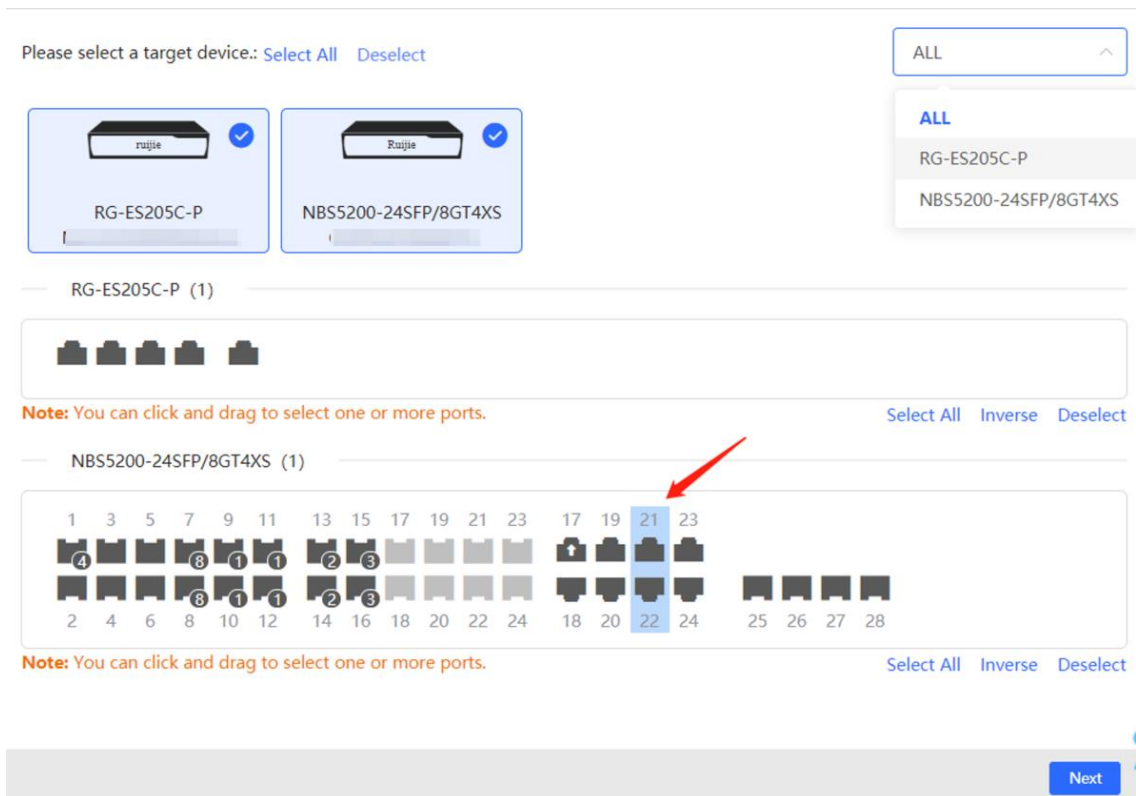 Please select a target device.: Select All Deselect
ALL
ALL
RG-ES205C-P
NBS5200-24SFP/8GT4XS
ruijie
Ruijie
RG-ES205C-P
NBS5200-24SFP/8GT4XS
RG-ES205C-P (1)
Note: You can click and drag to select one or more ports.
Select All Inverse Deselect
NBS5200-24SFP/8GT4XS (1)
1 3 5 7 9 11 13 15 17 19 21 23 17 19 21 23
4 8 1 1 2 3
8 1 1 2 3
2 4 6 8 10 12 14 16 18 20 22 24 18 20 22 24 25 26 27 28
Note: You can click and drag to select one or more ports.
Select All Inverse Deselect
Next